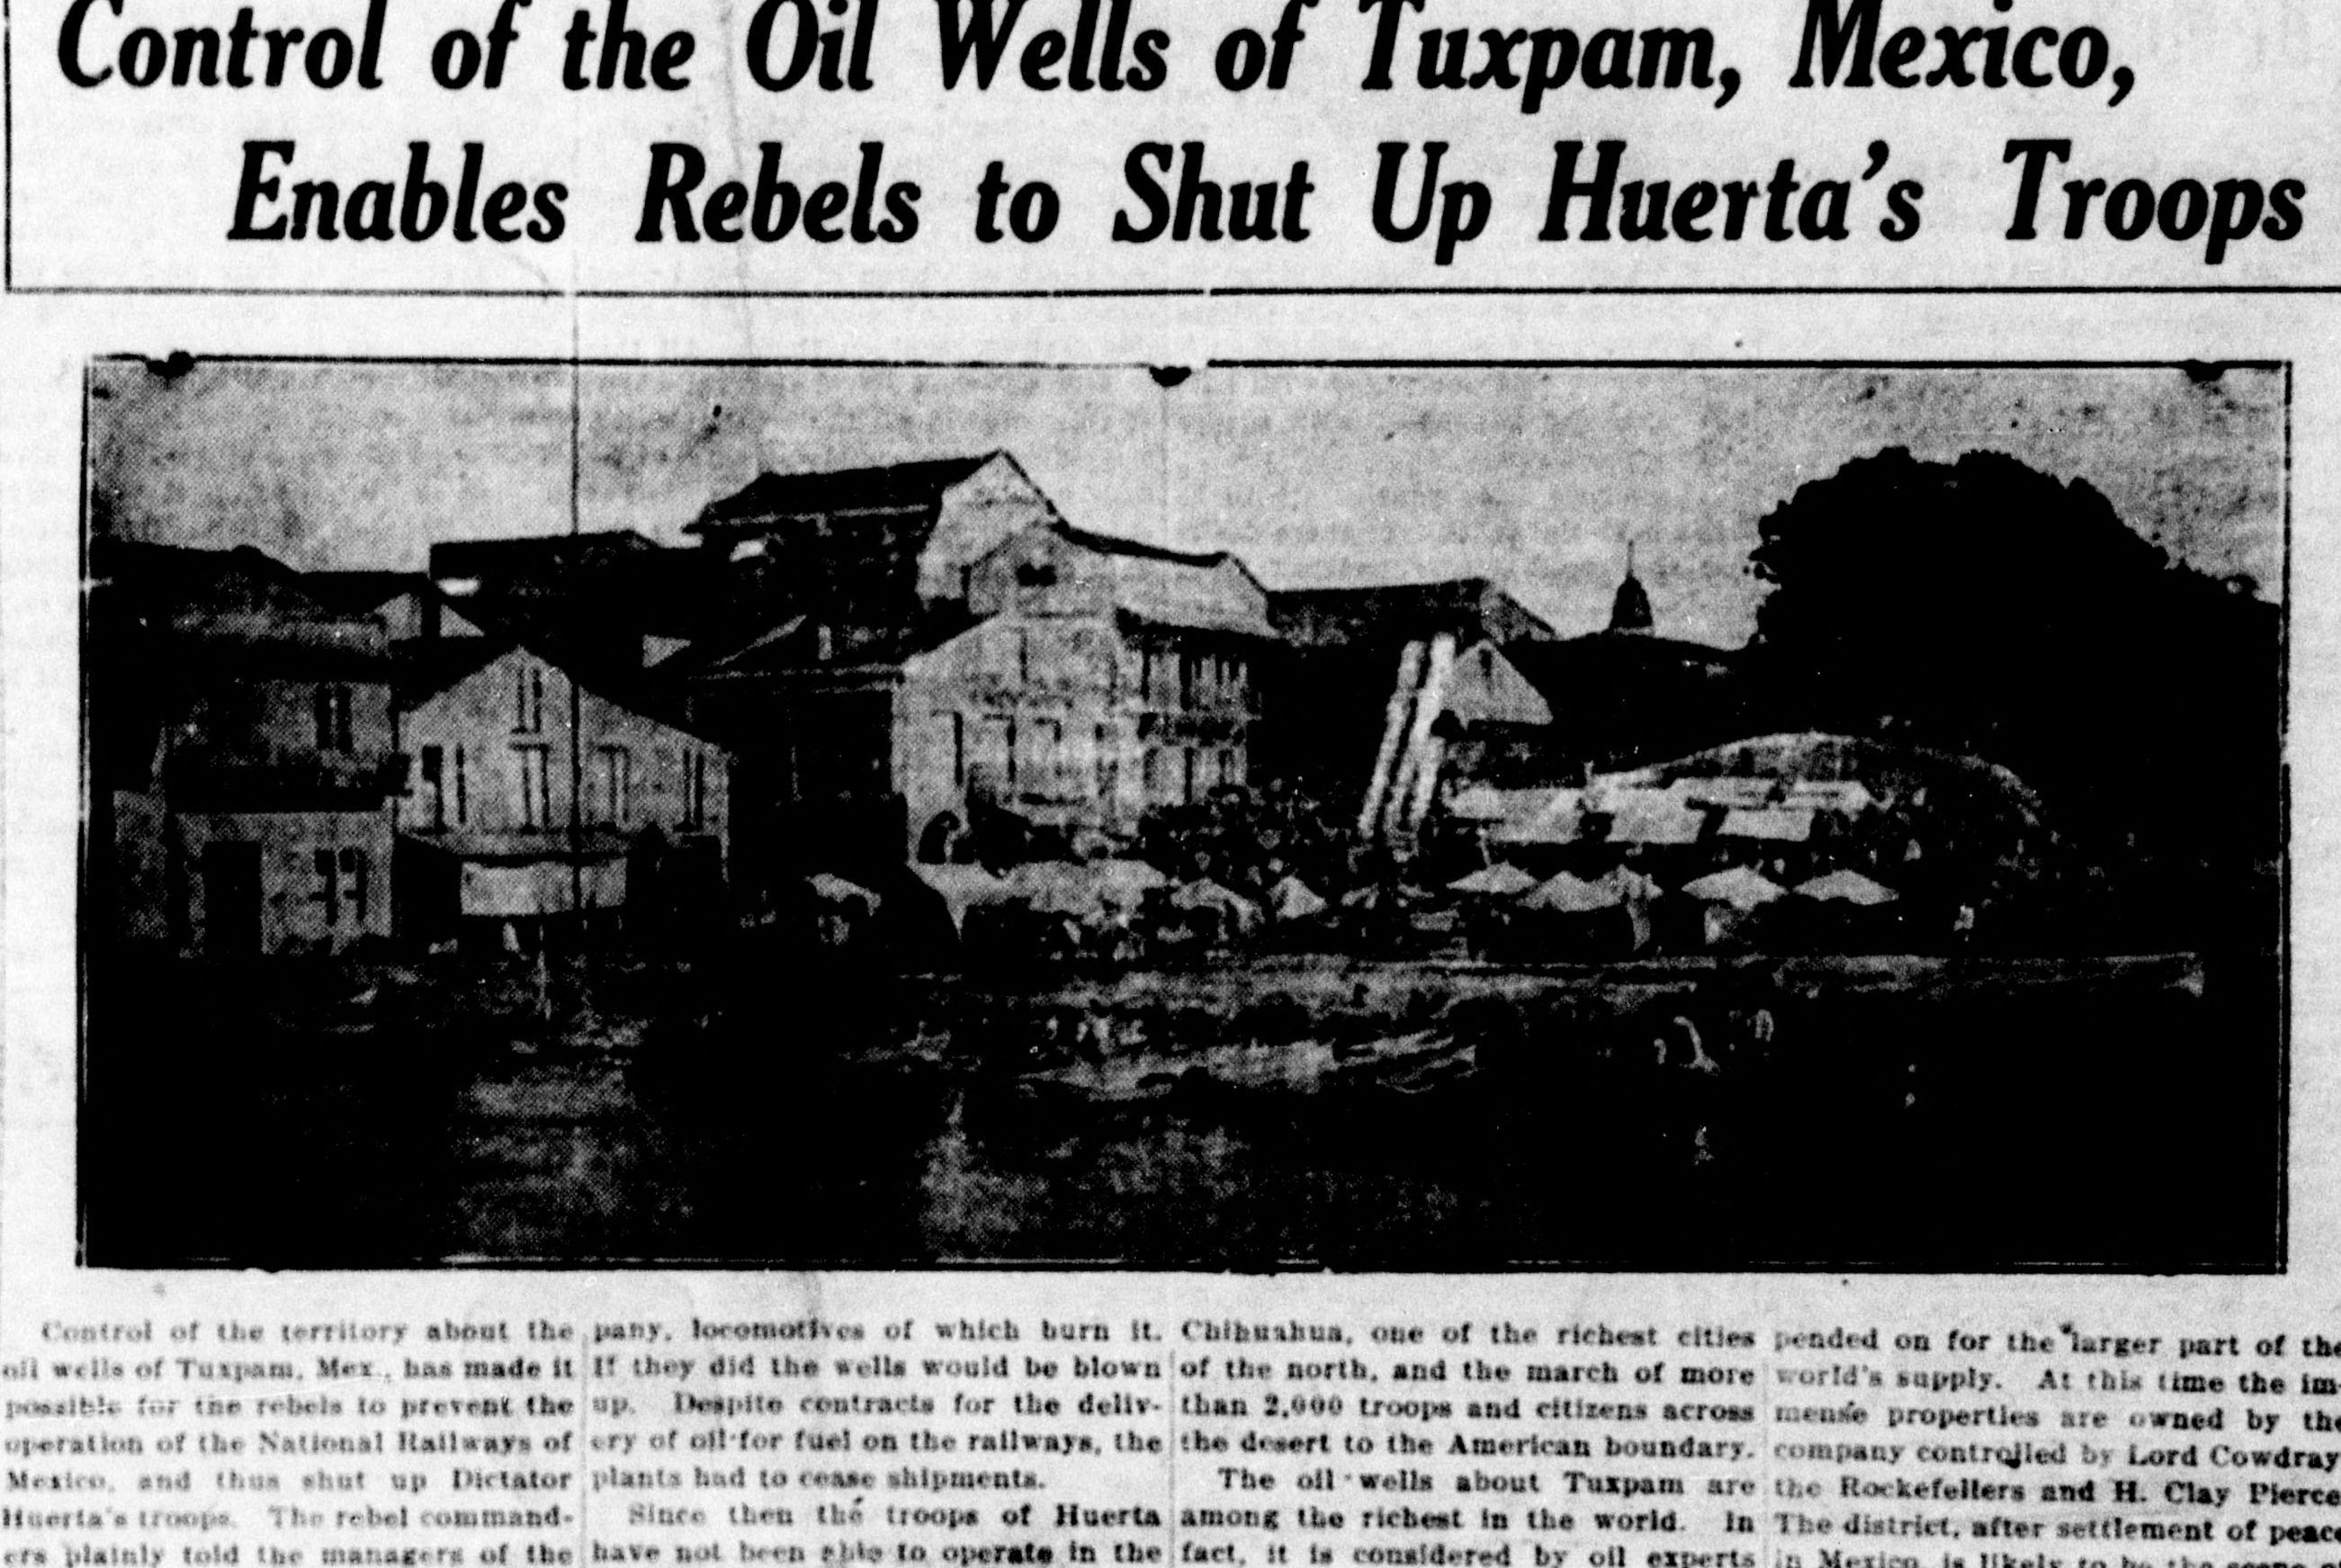 Control of the Oil Wells of Tuxpam, Mexico,
Enables Rebels to Shut Up Huerta's Troops
Control of the territory about the
oil wells of Tuxpam, Mex., has made it
possible for the rebels to prevent the
operation of the National Railways of
Mexico, and thus shut up Dictator
Huerta's troops. The rebel command-
ers plainly told the managers of the
pany, locomotives of which burn it.
If they did the wells would be blown
up. Despite contracts for the deliv-
ery of oil for fuel on the railways, the
plants had to cease shipments.
Since then the troops of Huerta
have not been able to operate in the
Chihuahua, one of the richest cities
of the north, and the march of more
than 2,000 troops and citizens across
the desert to the American boundary.
The oil wells about Tuxpam are
among the richest in the world. In
fact, it is considered by oil experts
pended on for the larger part of the
world's supply. At this time the im-
mense properties are owned by the
company controlled by Lord Cowdray
the Rockefellers and H. Clay Pierce
The district, after settlement of peace
in Mexico, is likely to